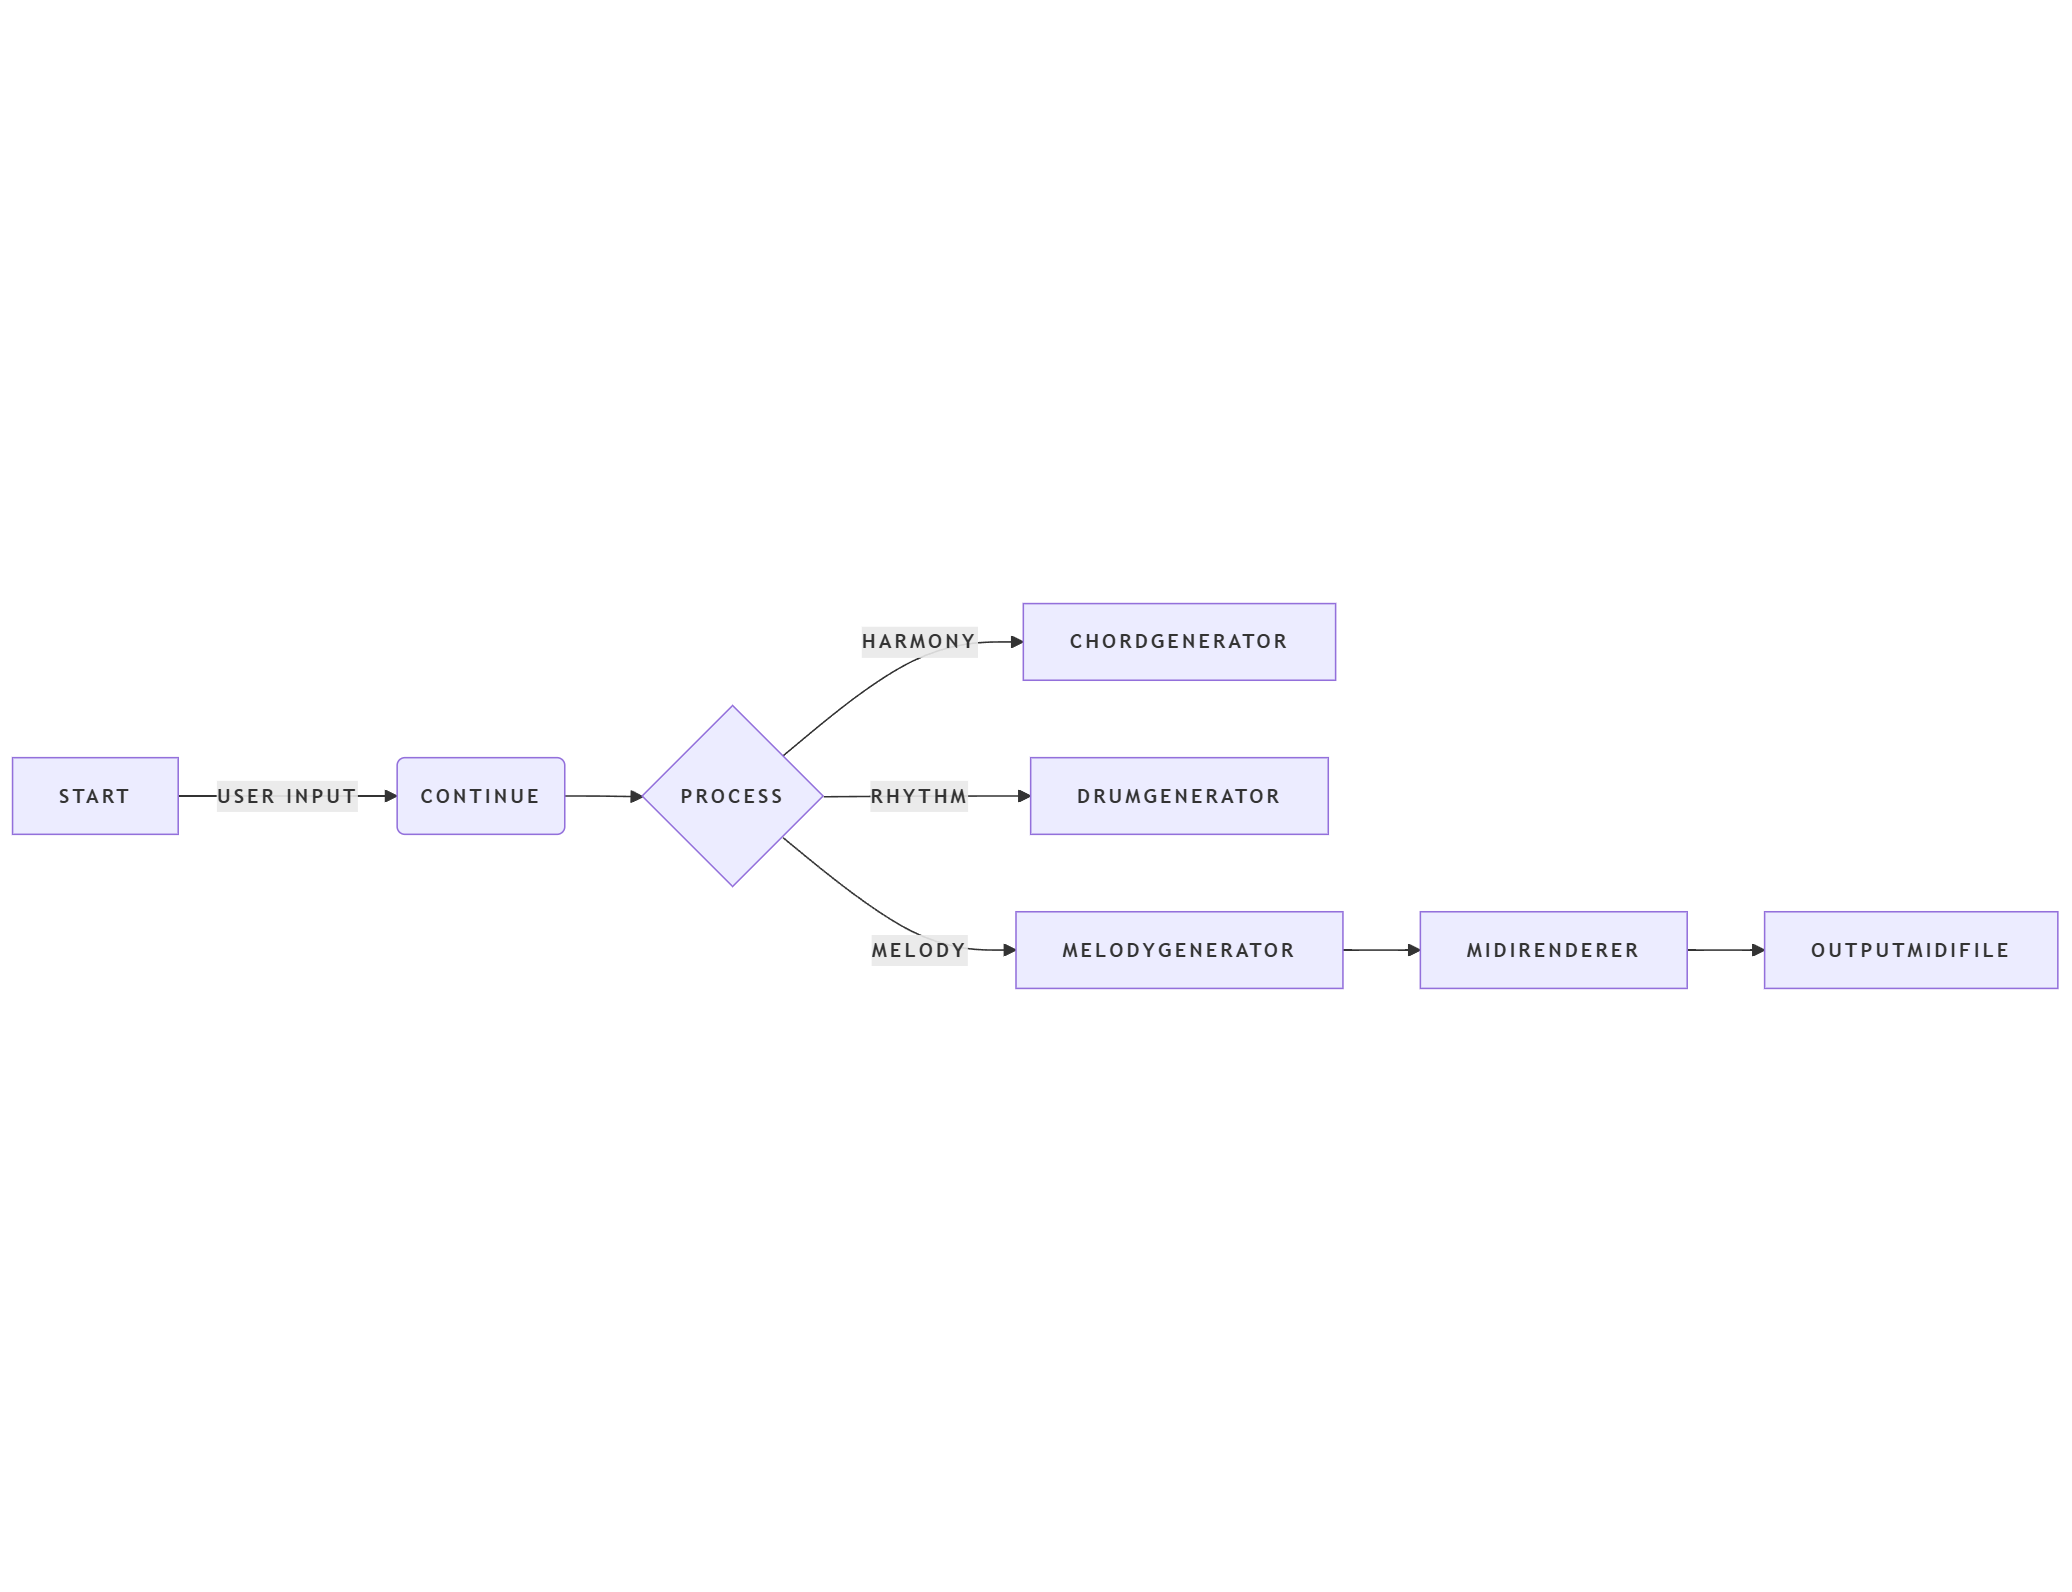 HARMONY
CHORDGENERATOR
START
USER INPUT
CONTINUE
PROCESS
RHYTHM
DRUMGENERATOR
MELODY
MELODYGENERATOR
MIDIRENDERER
OUTPUTMIDIFILE